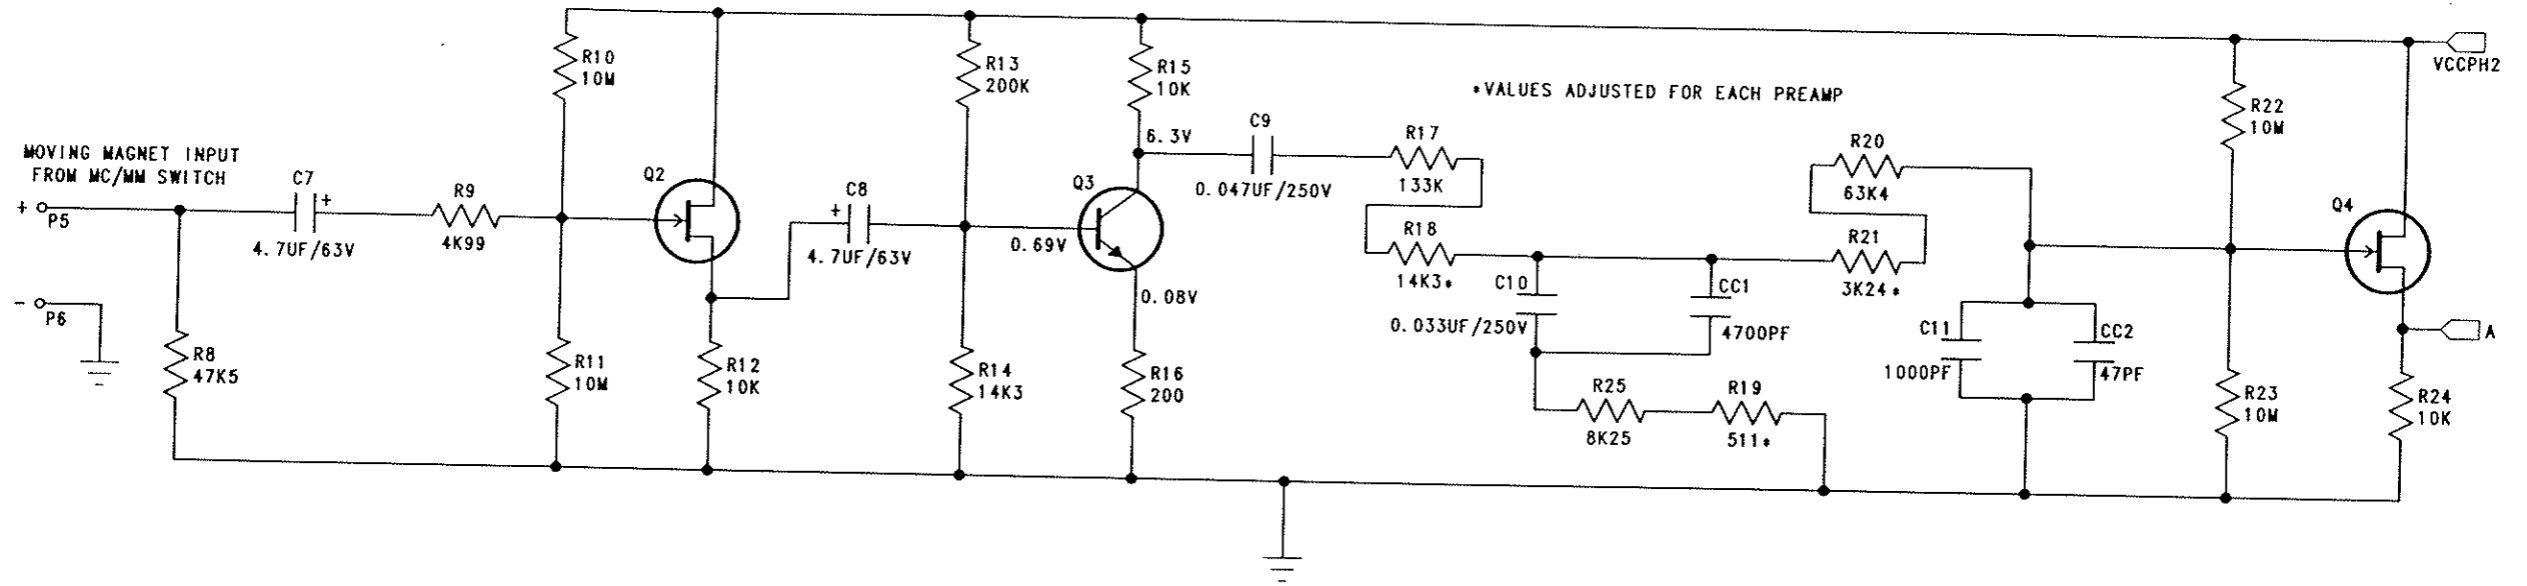 MOVING MAGNET INPUT
FROM MC/MM SWITCH
+
P5
-
P6
R8
47K5
C7
+
4.7UF/63V
R9
4K99
R10
10M
R11
10M
Q2
R12
10K
C8
+
4.7UF/63V
R13
200K
0.69V
R14
14K3
R15
10K
6.3V
Q3
0.08V
R16
200
C9
0.047UF/250V
*VALUES ADJUSTED FOR EACH PREAMP
R17
133K
R18
14K3*
C10
0.033UF/250V
CC1
4700PF
R25
8K25
R19
511*
R20
63K4
R21
3K24*
C11
1000PF
CC2
47PF
R22
10M
R23
10M
Q4
VCCPH2
A
R24
10K